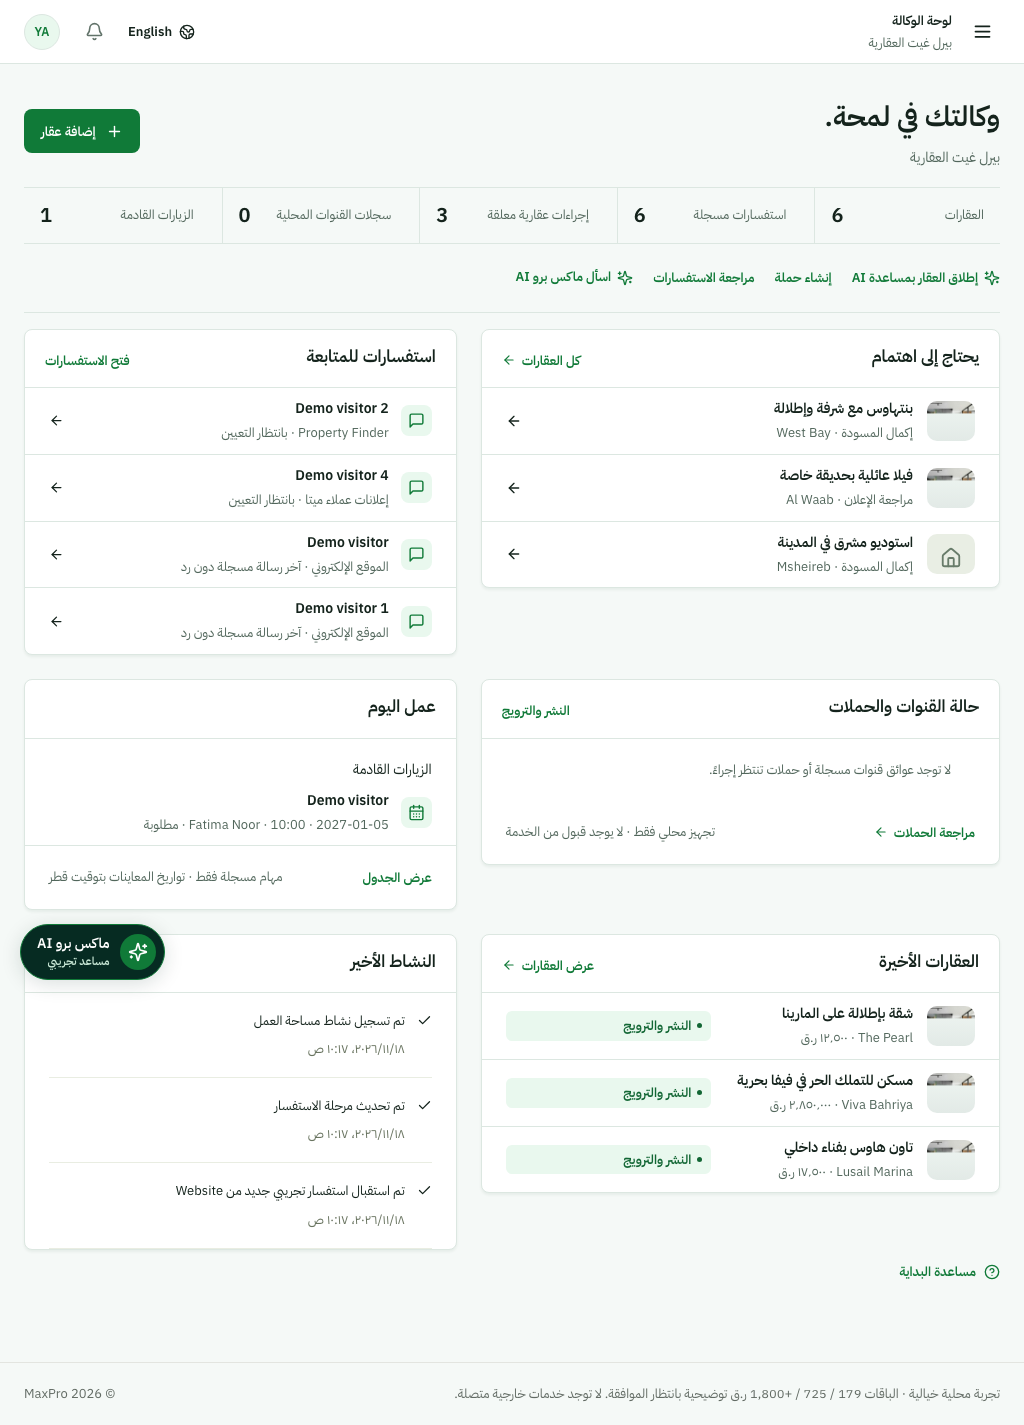 لوحة الوكالة
بيرل غيت العقارية
English
YA
وكالتك في لمحة.
بيرل غيت العقارية
إضافة عقار
العقارات 6
استفسارات مسجلة 6
إجراءات عقارية معلقة 3
سجلات القنوات المحلية 0
الزيارات القادمة 1
إطلاق العقار بمساعدة AI
إنشاء حملة
مراجعة الاستفسارات
اسأل ماكس برو AI
يحتاج إلى اهتمام
كل العقارات
بنتهاوس مع شرفة وإطلالة
إكمال المسودة · West Bay
فيلا عائلية بحديقة خاصة
مراجعة الإعلان · Al Waab
استوديو مشرق في المدينة
إكمال المسودة · Msheireb
استفسارات للمتابعة
فتح الاستفسارات
Demo visitor 2
Property Finder · بانتظار التعيين
Demo visitor 4
إعلانات عملاء ميتا · بانتظار التعيين
Demo visitor
الموقع الإلكتروني · آخر رسالة مسجلة دون رد
Demo visitor 1
الموقع الإلكتروني · آخر رسالة مسجلة دون رد
حالة القنوات والحملات
النشر والترويج
لا توجد عوائق قنوات مسجلة أو حملات تنتظر إجراءً.
مراجعة الحملات
تجهيز محلي فقط · لا يوجد قبول من الخدمة
عمل اليوم
الزيارات القادمة
Demo visitor
2027-01-05 · 10:00 · Fatima Noor · مطلوبة
عرض الجدول
مهام مسجلة فقط · تواريخ المعاينات بتوقيت قطر
العقارات الأخيرة
عرض العقارات
شقة بإطلالة على المارينا
The Pearl · ١٢,٥٠٠ ر.ق
النشر والترويج
مسكن للتملك الحر في فيفا بحرية
Viva Bahriya · ٢,٨٥٠,٠٠٠ ر.ق
النشر والترويج
تاون هاوس بفناء داخلي
Lusail Marina · ١٧,٥٠٠ ر.ق
النشر والترويج
النشاط الأخير
ماكس برو AI
مساعد تجريبي
تم تسجيل نشاط مساحة العمل
٢٠٢٦/١١/١٨، ١٠:١٧ ص
تم تحديث مرحلة الاستفسار
٢٠٢٦/١١/١٨، ١٠:١٧ ص
تم استقبال استفسار تجريبي جديد من Website
٢٠٢٦/١١/١٨، ١٠:١٧ ص
مساعدة البداية
تجربة محلية خيالية · الباقات 179 / 725 / +1,800 ر.ق توضيحية بانتظار الموافقة. لا توجد خدمات خارجية متصلة.
© 2026 MaxPro